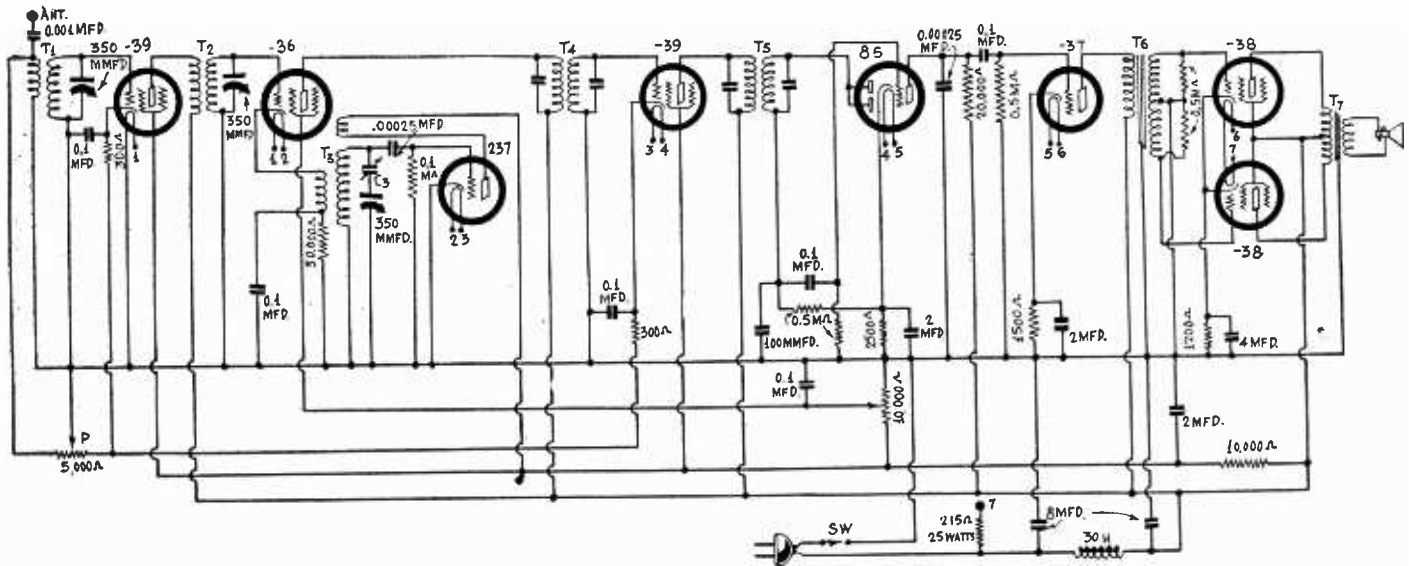 ANT.
0.001 MFD.
T1
350
MMFD.
-39
T2
-36
350
MMFD
0.1
MFD.
300Ω
1
1 2
.00025 MFD
T3
3
0.1
MΩ
237
350
MMFD.
2 3
50,000Ω
0.1
MFD.
P
5,000Ω
T4
-39
3 4
0.1
MFD.
300Ω
T5
85
4 5
0.1
MFD.
0.5MΩ
100MMFD.
2500Ω
2
MFD
0.1
MFD.
10,000Ω
0.00025
MFD.
0.1
MFD.
20,000Ω
0.5MΩ
-37
5 6
1500Ω
2MFD.
T6
0.5MΩ
-38
6
7
-38
T7
1200Ω
4MFD.
2MFD.
10,000Ω
SW
7
215Ω
25 WATTS
8MFD.
30H